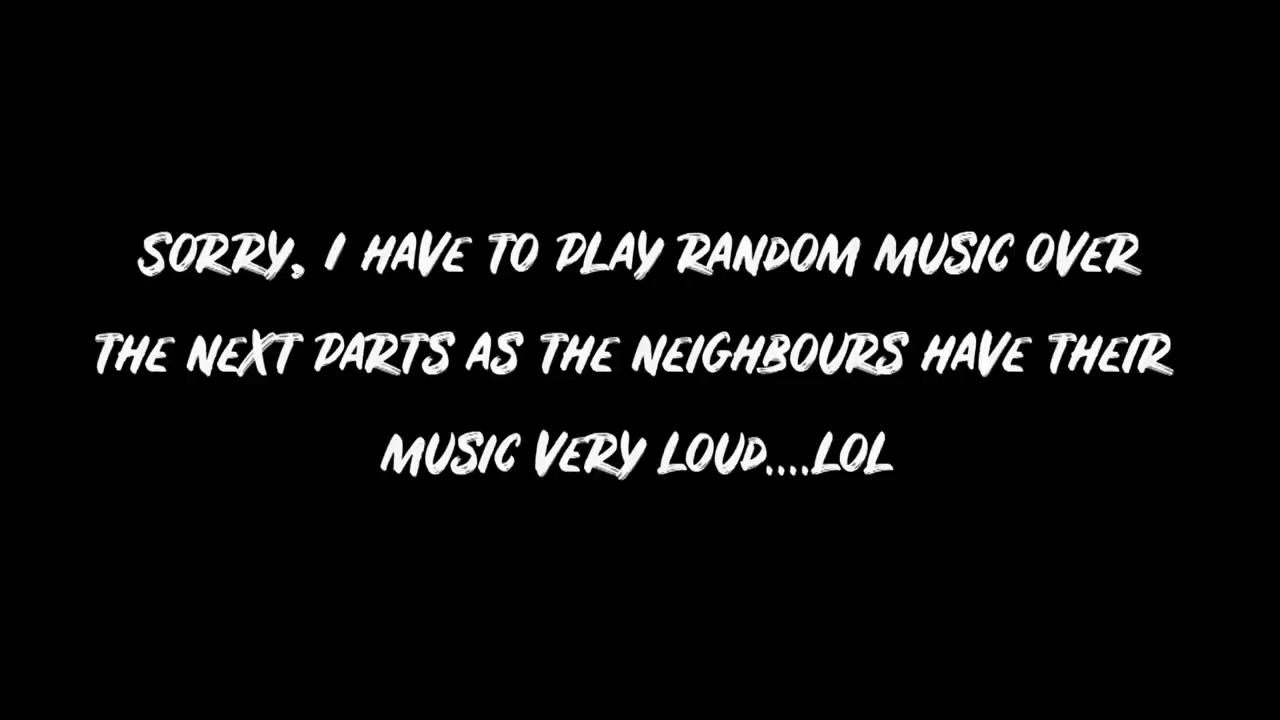 SORRY, I HAVE TO PLAY RANDOM MUSIC OVER
THE NEXT PARTS AS THE NEIGHBOURS HAVE THEIR
MUSIC VERY LOUD....LOL